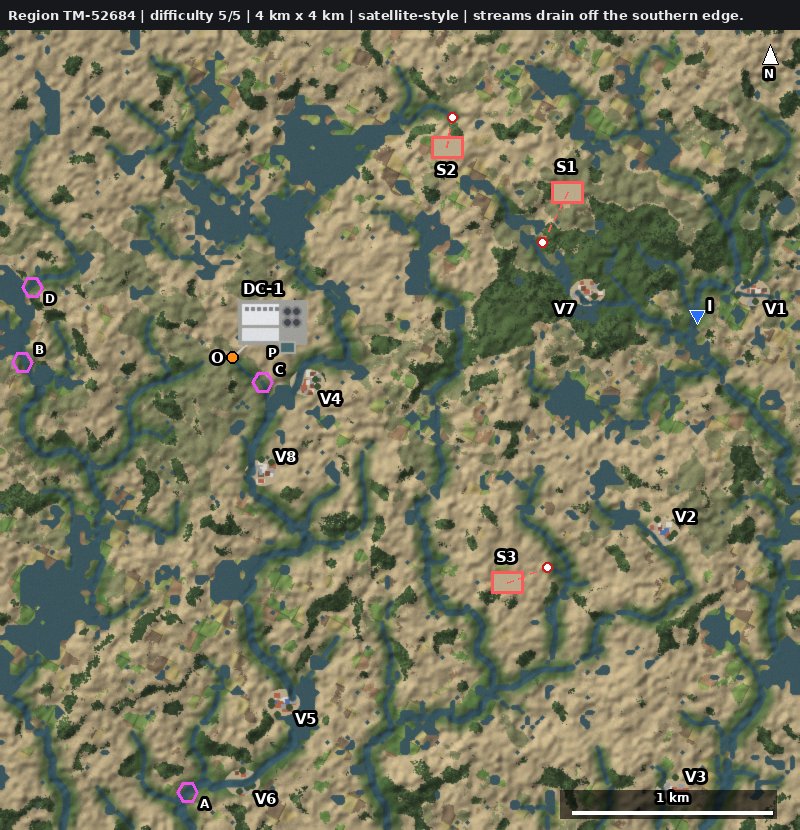 Region TM-52684 | difficulty 5/5 | 4 km x 4 km | satellite-style | streams drain off the southern edge.
N
S2
S1
D
DC-1
V7
I
V1
O
P
B
C
V4
V8
V2
S3
V5
V3
V6
A
1 km